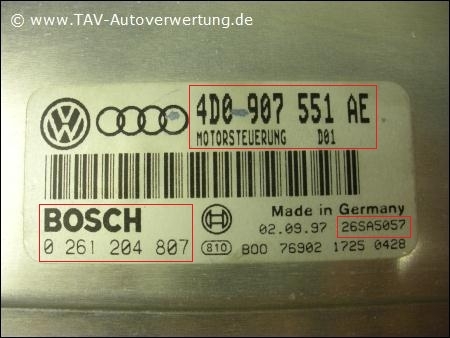 © www.TAV-Autoverwertung.de
4D0 907 551 AE
MOTORSTEUERUNG D01
BOSCH
0 261 204 807
Made in Germany
02.09.97 26SA5057
810 B00 76902 1725 0428